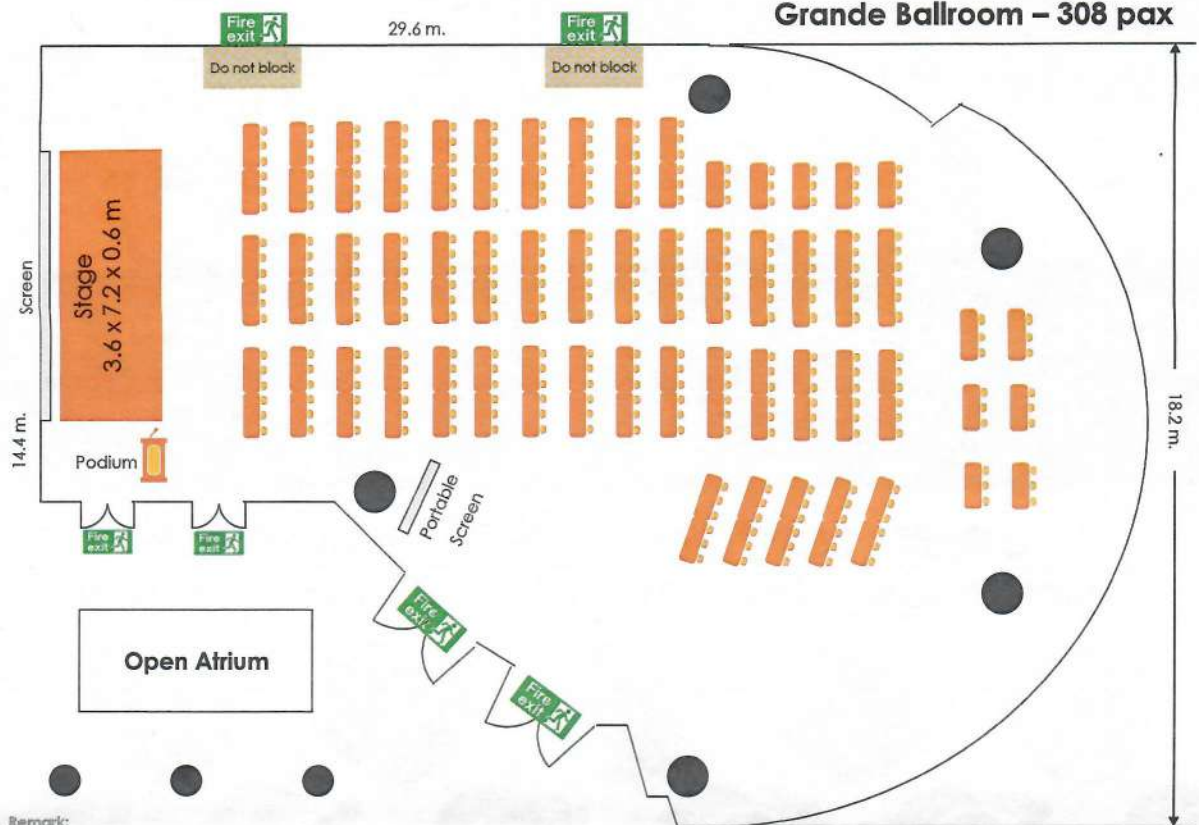 Grande Ballroom – 308 pax
Fire
exit
29.6 m.
Fire
exit
Do not block
Do not block
Screen
Stage
3.6 x 7.2 x 0.6 m
14.4 m.
18.2 m.
Podium
Portable
Screen
Fire
exit
Fire
exit
Fire
exit
Open Atrium
Fire
exit
Remark: